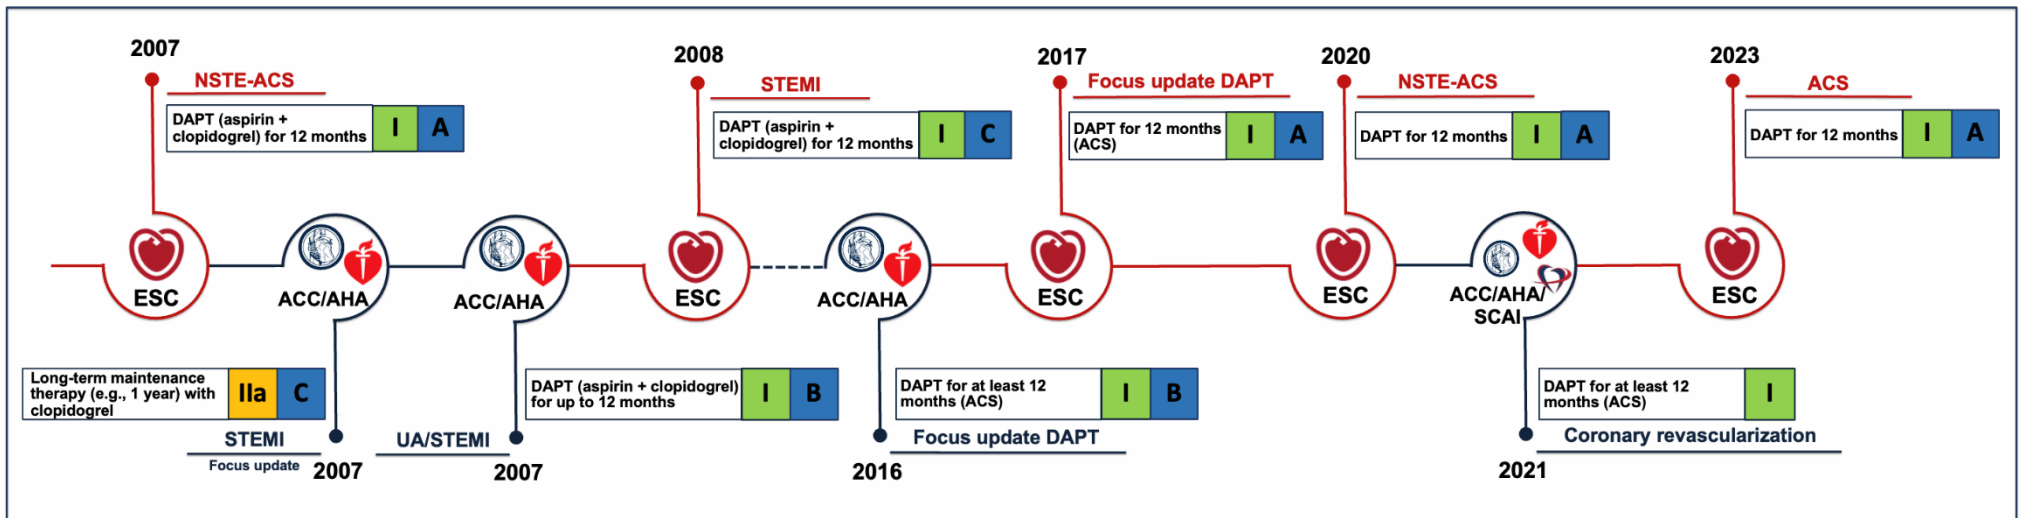 2007
NSTE-ACS
DAPT (aspirin +
clopidogrel) for 12 months
I
A
ESC
ACC/AHA
Long-term maintenance
therapy (e.g., 1 year) with
clopidogrel
IIa
C
STEMI
Focus update
2007
ACC/AHA
DAPT (aspirin + clopidogrel)
for up to 12 months
I
B
UA/STEMI
2007
2008
STEMI
DAPT (aspirin +
clopidogrel) for 12 months
I
C
ESC
ACC/AHA
DAPT for at least 12
months (ACS)
I
B
Focus update DAPT
2016
2017
Focus update DAPT
DAPT for 12 months
(ACS)
I
A
ESC
2020
NSTE-ACS
DAPT for 12 months
I
A
ESC
ACC/AHA/
SCAI
DAPT for at least 12
months (ACS)
I
Coronary revascularization
2021
2023
ACS
DAPT for 12 months
I
A
ESC